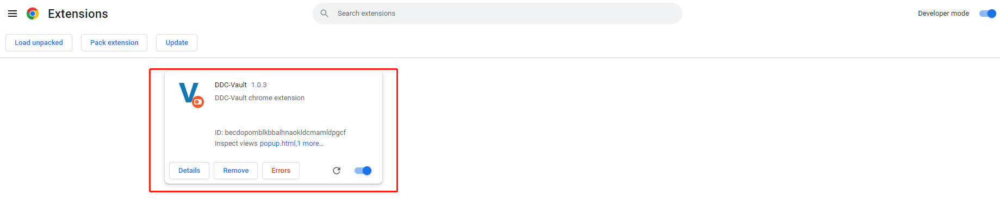 Extensions
Search extensions
Developer mode
Load unpacked
Pack extension
Update
DDC-Vault 1.0.3
DDC-Vault chrome extension
ID: becdopomblkbbalhnaokldcmamldpgcf
Inspect views popup.html,1 more...
Details
Remove
Errors